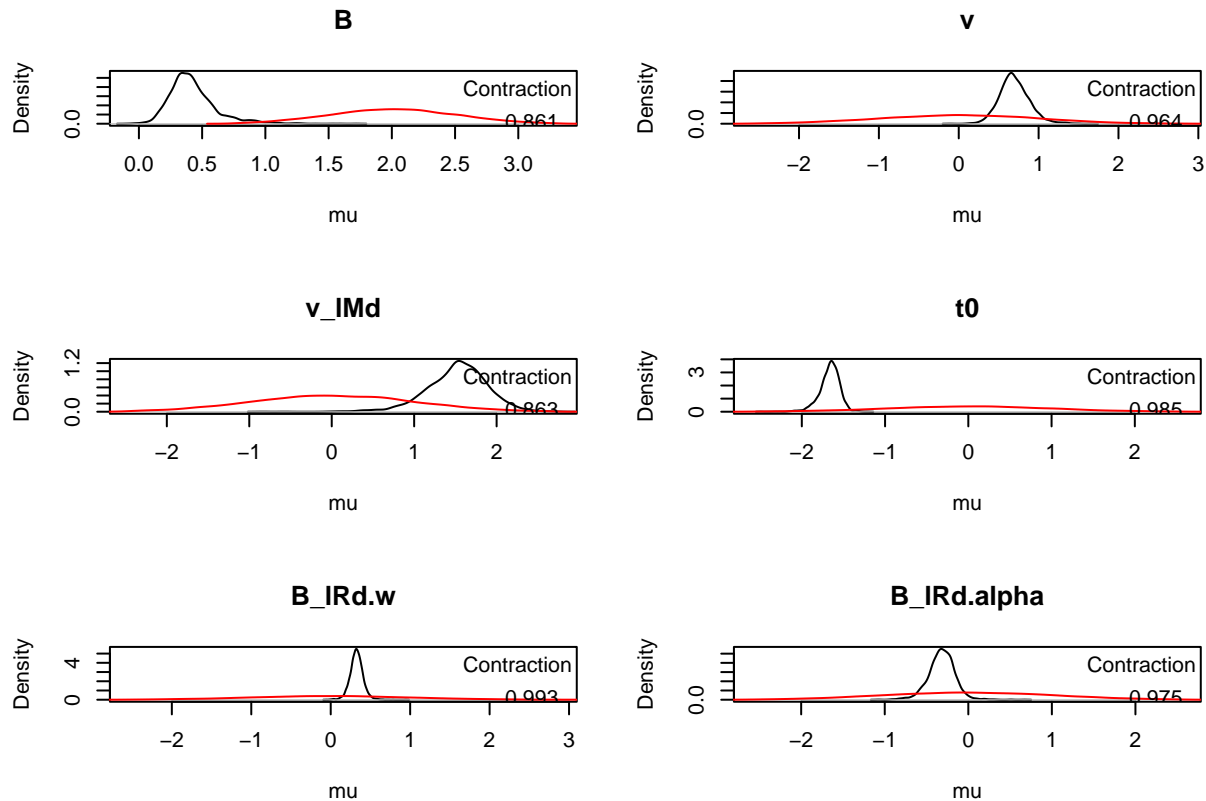 B
Density
0.0
Contraction
0.861
0.0 0.5 1.0 1.5 2.0 2.5 3.0
mu
v
Density
0.0
Contraction
0.964
−2 −1 0 1 2 3
mu
v_lMd
Density
0.0 1.2
Contraction
0.863
−2 −1 0 1 2
mu
t0
Density
0 3
Contraction
0.985
−2 −1 0 1 2
mu
B_lRd.w
Density
0 4
Contraction
0.993
−2 −1 0 1 2 3
mu
B_lRd.alpha
Density
0.0
Contraction
0.975
−2 −1 0 1 2
mu